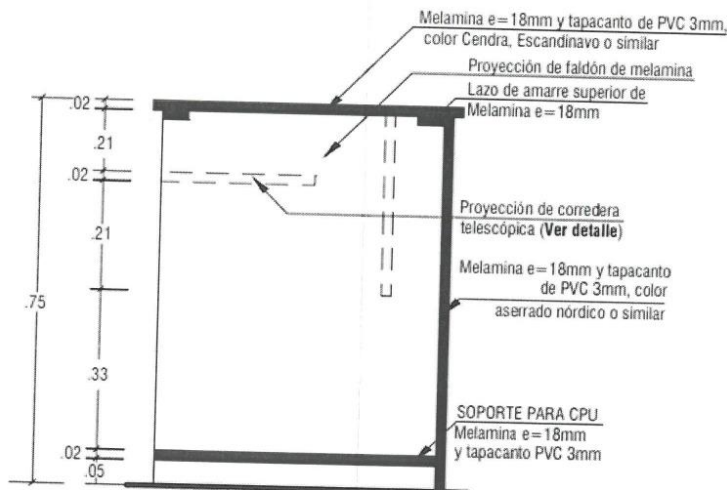 Melamina e=18mm y tapacanto de PVC 3mm,
color Cendra, Escandinavo o similar
Proyección de faldón de melamina
Lazo de amarre superior de
Melamina e=18mm
.02
.21
.02
.21
Proyección de corredera
telescópica (Ver detalle)
Melamina e=18mm y tapacanto
de PVC 3mm, color
aserrado nórdico o similar
.75
.33
SOPORTE PARA CPU
Melamina e=18mm
y tapacanto PVC 3mm
.02
.05